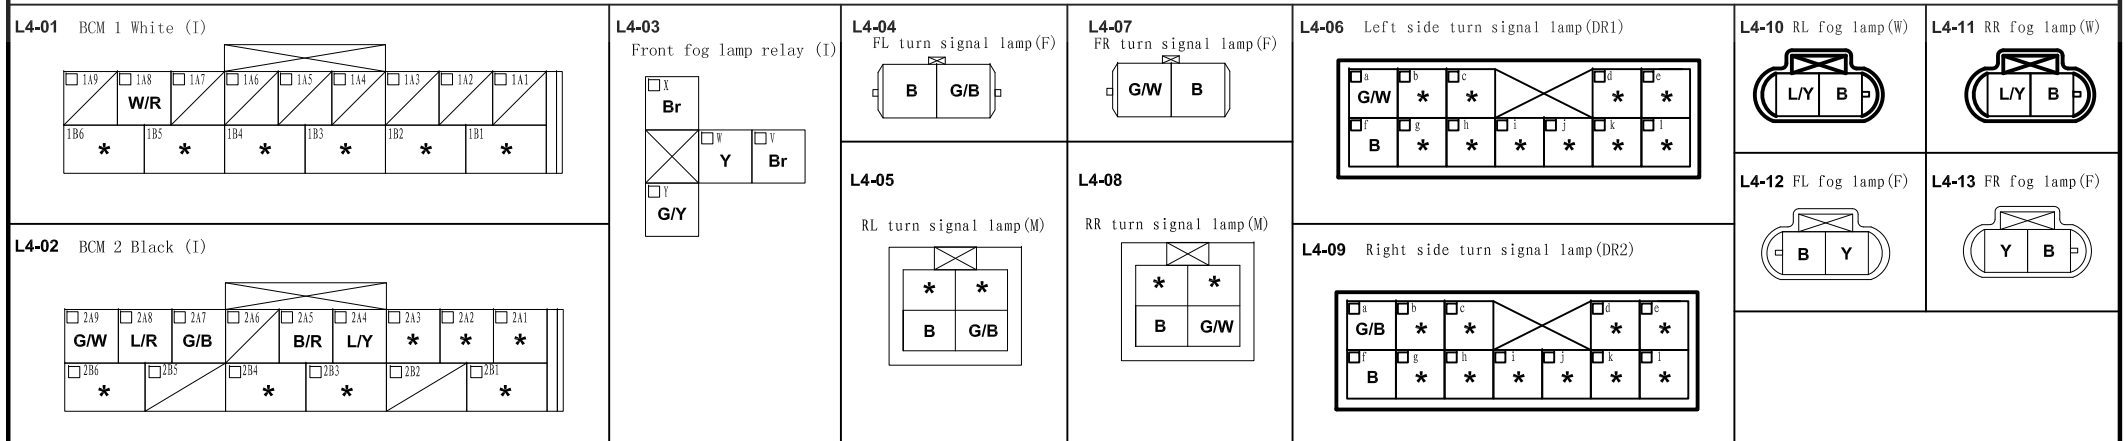 L4-01 BCM 1 White (I)
1A9 1A8 1A7 1A6 1A5 1A4 1A3 1A2 1A1
W/R
1B6 1B5 1B4 1B3 1B2 1B1
* * * * * *
L4-02 BCM 2 Black (I)
2A9 2A8 2A7 2A6 2A5 2A4 2A3 2A2 2A1
G/W L/R G/B B/R L/Y * * *
2B6 2B5 2B4 2B3 2B2 2B1
* * * *
L4-03
Front fog lamp relay (I)
X
Br
W V
Y Br
Y
G/Y
L4-04
FL turn signal lamp(F)
B G/B
L4-05
RL turn signal lamp(M)
* *
B G/B
L4-07
FR turn signal lamp(F)
G/W B
L4-08
RR turn signal lamp(M)
* *
B G/W
L4-06 Left side turn signal lamp(DR1)
a b c d e
G/W * * * *
f g h i j k l
B * * * * * *
L4-09 Right side turn signal lamp(DR2)
a b c d e
G/B * * * *
f g h i j k l
B * * * * * *
L4-10 RL fog lamp(W)
L/Y B
L4-11 RR fog lamp(W)
L/Y B
L4-12 FL fog lamp(F)
B Y
L4-13 FR fog lamp(F)
Y B